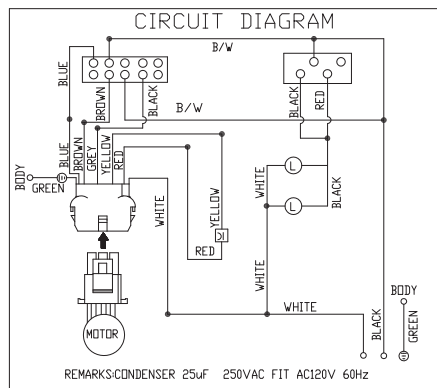 CIRCUIT DIAGRAM
B/W
BLUE
BROWN
BLACK
B/W
BLACK
RED
BLUE
BROWN
GREY
YELLOW
RED
BODY
GREEN
WHITE
YELLOW
RED
WHITE
L
L
BLACK
WHITE
WHITE
BODY
BLACK
GREEN
MOTOR
REMARKS:CONDENSER 25uF 250VAC FIT AC120V 60Hz